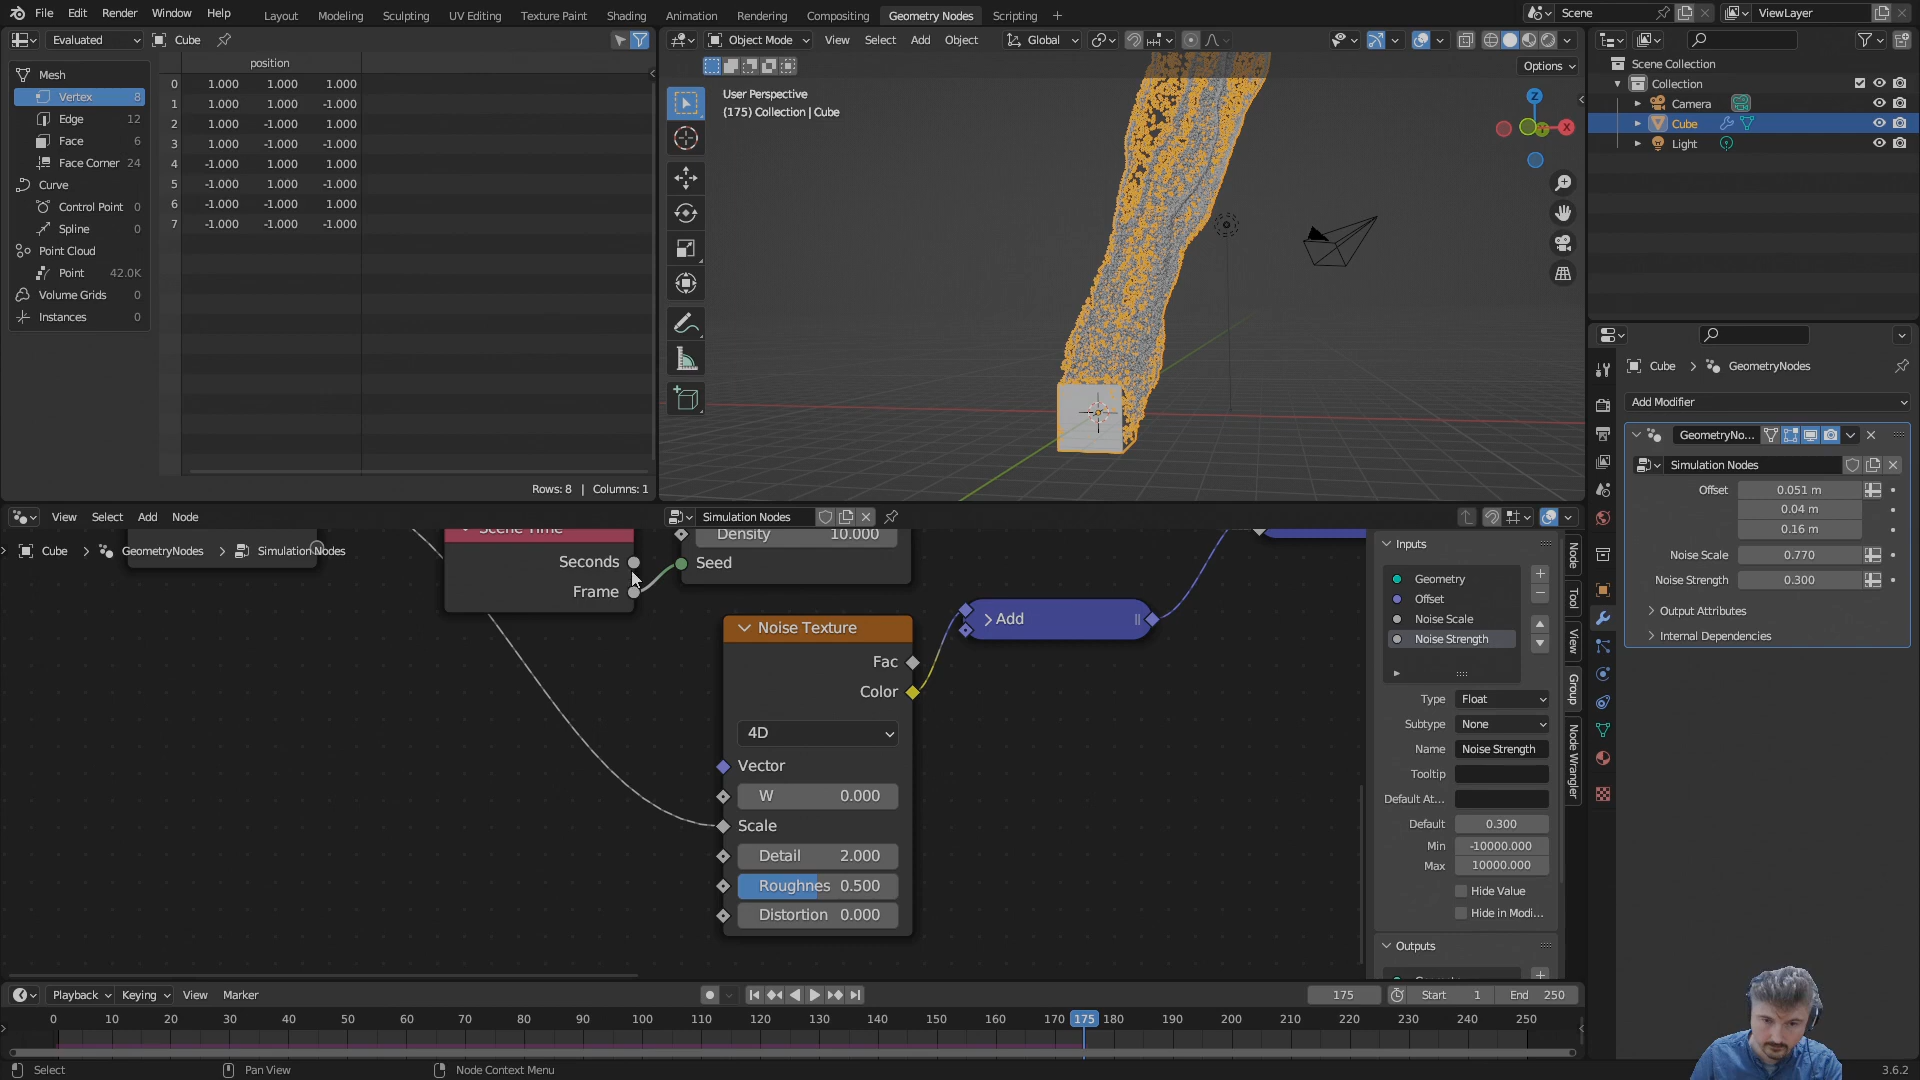 File Edit Render Window Help
Layout Modeling Sculpting UV Editing Texture Paint Shading Animation Rendering Compositing Geometry Nodes Scripting +
Scene
ViewLayer
Evaluated
Cube
Object Mode
View Select Add Object
Global
Options
position
Mesh
Vertex 8
Edge 12
Face 6
Face Corner 24
Curve
Control Point 0
Spline 0
Point Cloud
Point 42.0K
Volume Grids 0
Instances 0
0 1.000 1.000 1.000
1 1.000 1.000 -1.000
2 1.000 -1.000 1.000
3 1.000 -1.000 -1.000
4 -1.000 1.000 1.000
5 -1.000 1.000 -1.000
6 -1.000 -1.000 1.000
7 -1.000 -1.000 -1.000
Rows: 8 | Columns: 1
User Perspective
(175) Collection | Cube
Z
X
Scene Collection
Collection
Camera
Cube
Light
Cube > GeometryNodes
Add Modifier
GeometryNo...
Simulation Nodes
Offset 0.051 m
0.04 m
0.16 m
Noise Scale 0.770
Noise Strength 0.300
Output Attributes
Internal Dependencies
View Select Add Node
Simulation Nodes
Cube > GeometryNodes > Simulation Nodes
Scene Time
Seconds
Frame
Density 10.000
Seed
Noise Texture
Fac
Color
4D
Vector
W 0.000
Scale
Detail 2.000
Roughnes 0.500
Distortion 0.000
Add
Inputs
Geometry
Offset
Noise Scale
Noise Strength
Type Float
Subtype None
Name Noise Strength
Tooltip
Default At...
Default 0.300
Min -10000.000
Max 10000.000
Hide Value
Hide in Modi...
Outputs
Node
Tool
View
Group
Node Wrangler
Playback Keying View Marker
175
Start 1
End 250
0 10 20 30 40 50 60 70 80 90 100 110 120 130 140 150 160 170 175 180 190 200 210 220 230 240 250
Select
Pan View
Node Context Menu
3.6.2